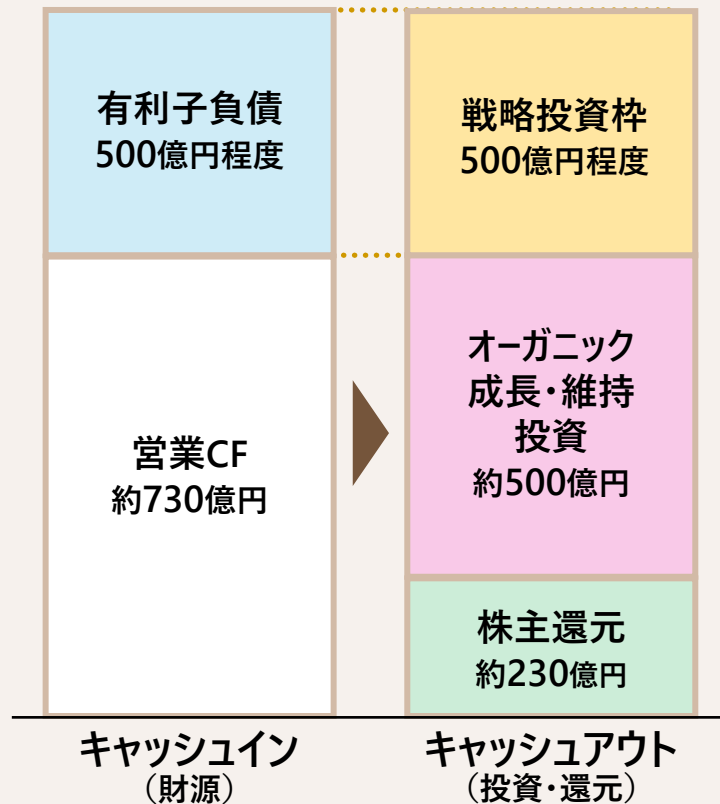 有利子負債
500億円程度
営業CF
約730億円
キャッシュイン
（財源）
戦略投資枠
500億円程度
オーガニック
成長・維持
投資
約500億円
株主還元
約230億円
キャッシュアウト
（投資・還元）